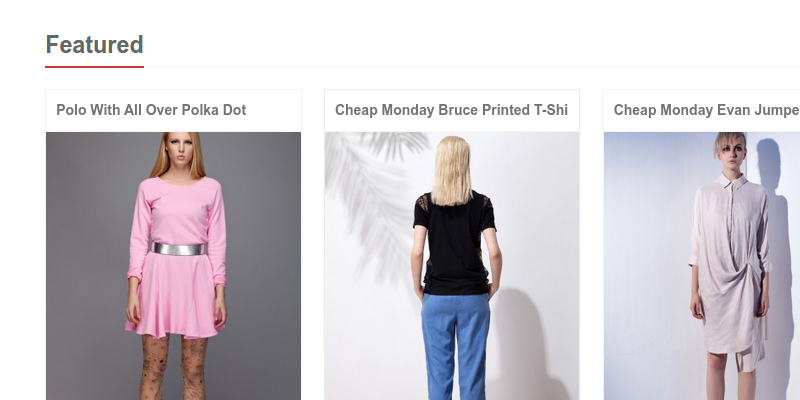 Featured
Polo With All Over Polka Dot
Cheap Monday Bruce Printed T-Shi
Cheap Monday Evan Jumpe